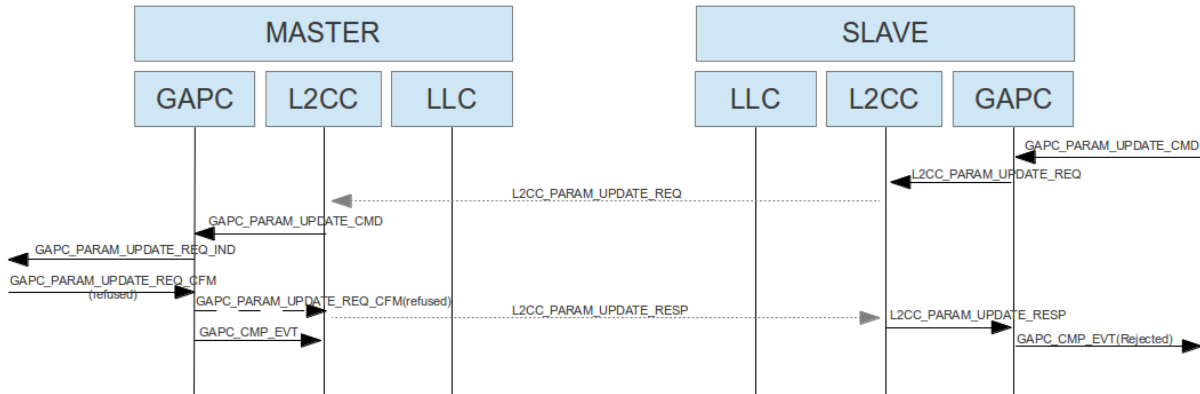 MASTER
SLAVE
GAPC
L2CC
LLC
LLC
L2CC
GAPC
GAPC_PARAM_UPDATE_CMD
L2CC_PARAM_UPDATE_REQ
L2CC_PARAM_UPDATE_REQ
GAPC_PARAM_UPDATE_CMD
GAPC_PARAM_UPDATE_REQ_IND
GAPC_PARAM_UPDATE_REQ_CFM
(refused)
GAPC_PARAM_UPDATE_REQ_CFM(refused)
L2CC_PARAM_UPDATE_RESP
L2CC_PARAM_UPDATE_RESP
GAPC_CMP_EVT
GAPC_CMP_EVT(Rejected)